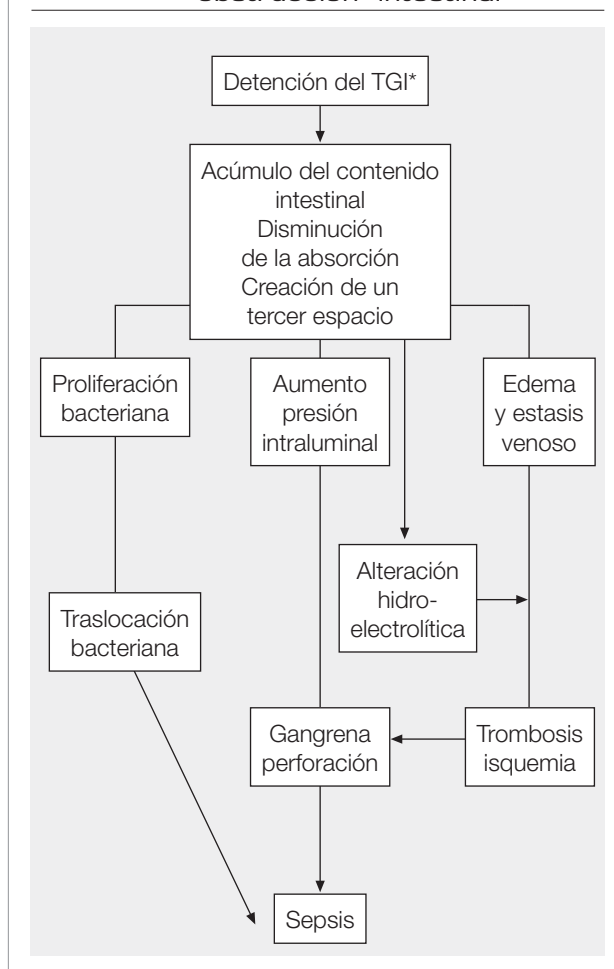 Detención del TGI*
Acúmulo del contenido
intestinal
Disminución
de la absorción
Creación de un
tercer espacio
Proliferación
bacteriana
Aumento
presión
intraluminal
Edema
y estasis
venoso
Alteración
hidro-
electrolítica
Traslocación
bacteriana
Gangrena
perforación
Trombosis
isquemia
Sepsis